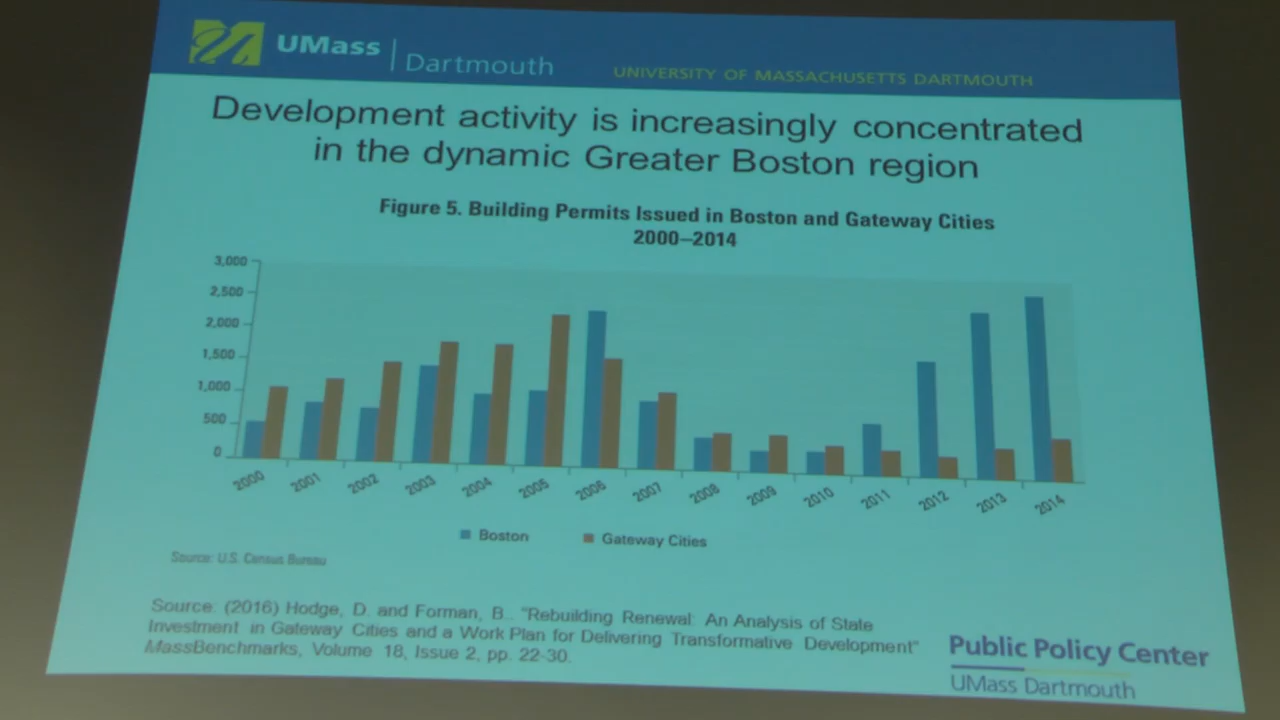 UMass | Dartmouth
UNIVERSITY OF MASSACHUSETTS DARTMOUTH
Development activity is increasingly concentrated
in the dynamic Greater Boston region
Figure 5. Building Permits Issued in Boston and Gateway Cities
2000–2014
3,000
2,500
2,000
1,500
1,000
500
0
2000 2001 2002 2003 2004 2005 2006 2007 2008 2009 2010 2011 2012 2013 2014
Boston Gateway Cities
Source: U.S. Census Bureau
Source: (2016) Hodge, D. and Forman, B.. "Rebuilding Renewal: An Analysis of State
Investment in Gateway Cities and a Work Plan for Delivering Transformative Development"
MassBenchmarks, Volume 18, Issue 2, pp. 22-30.
Public Policy Center
UMass Dartmouth